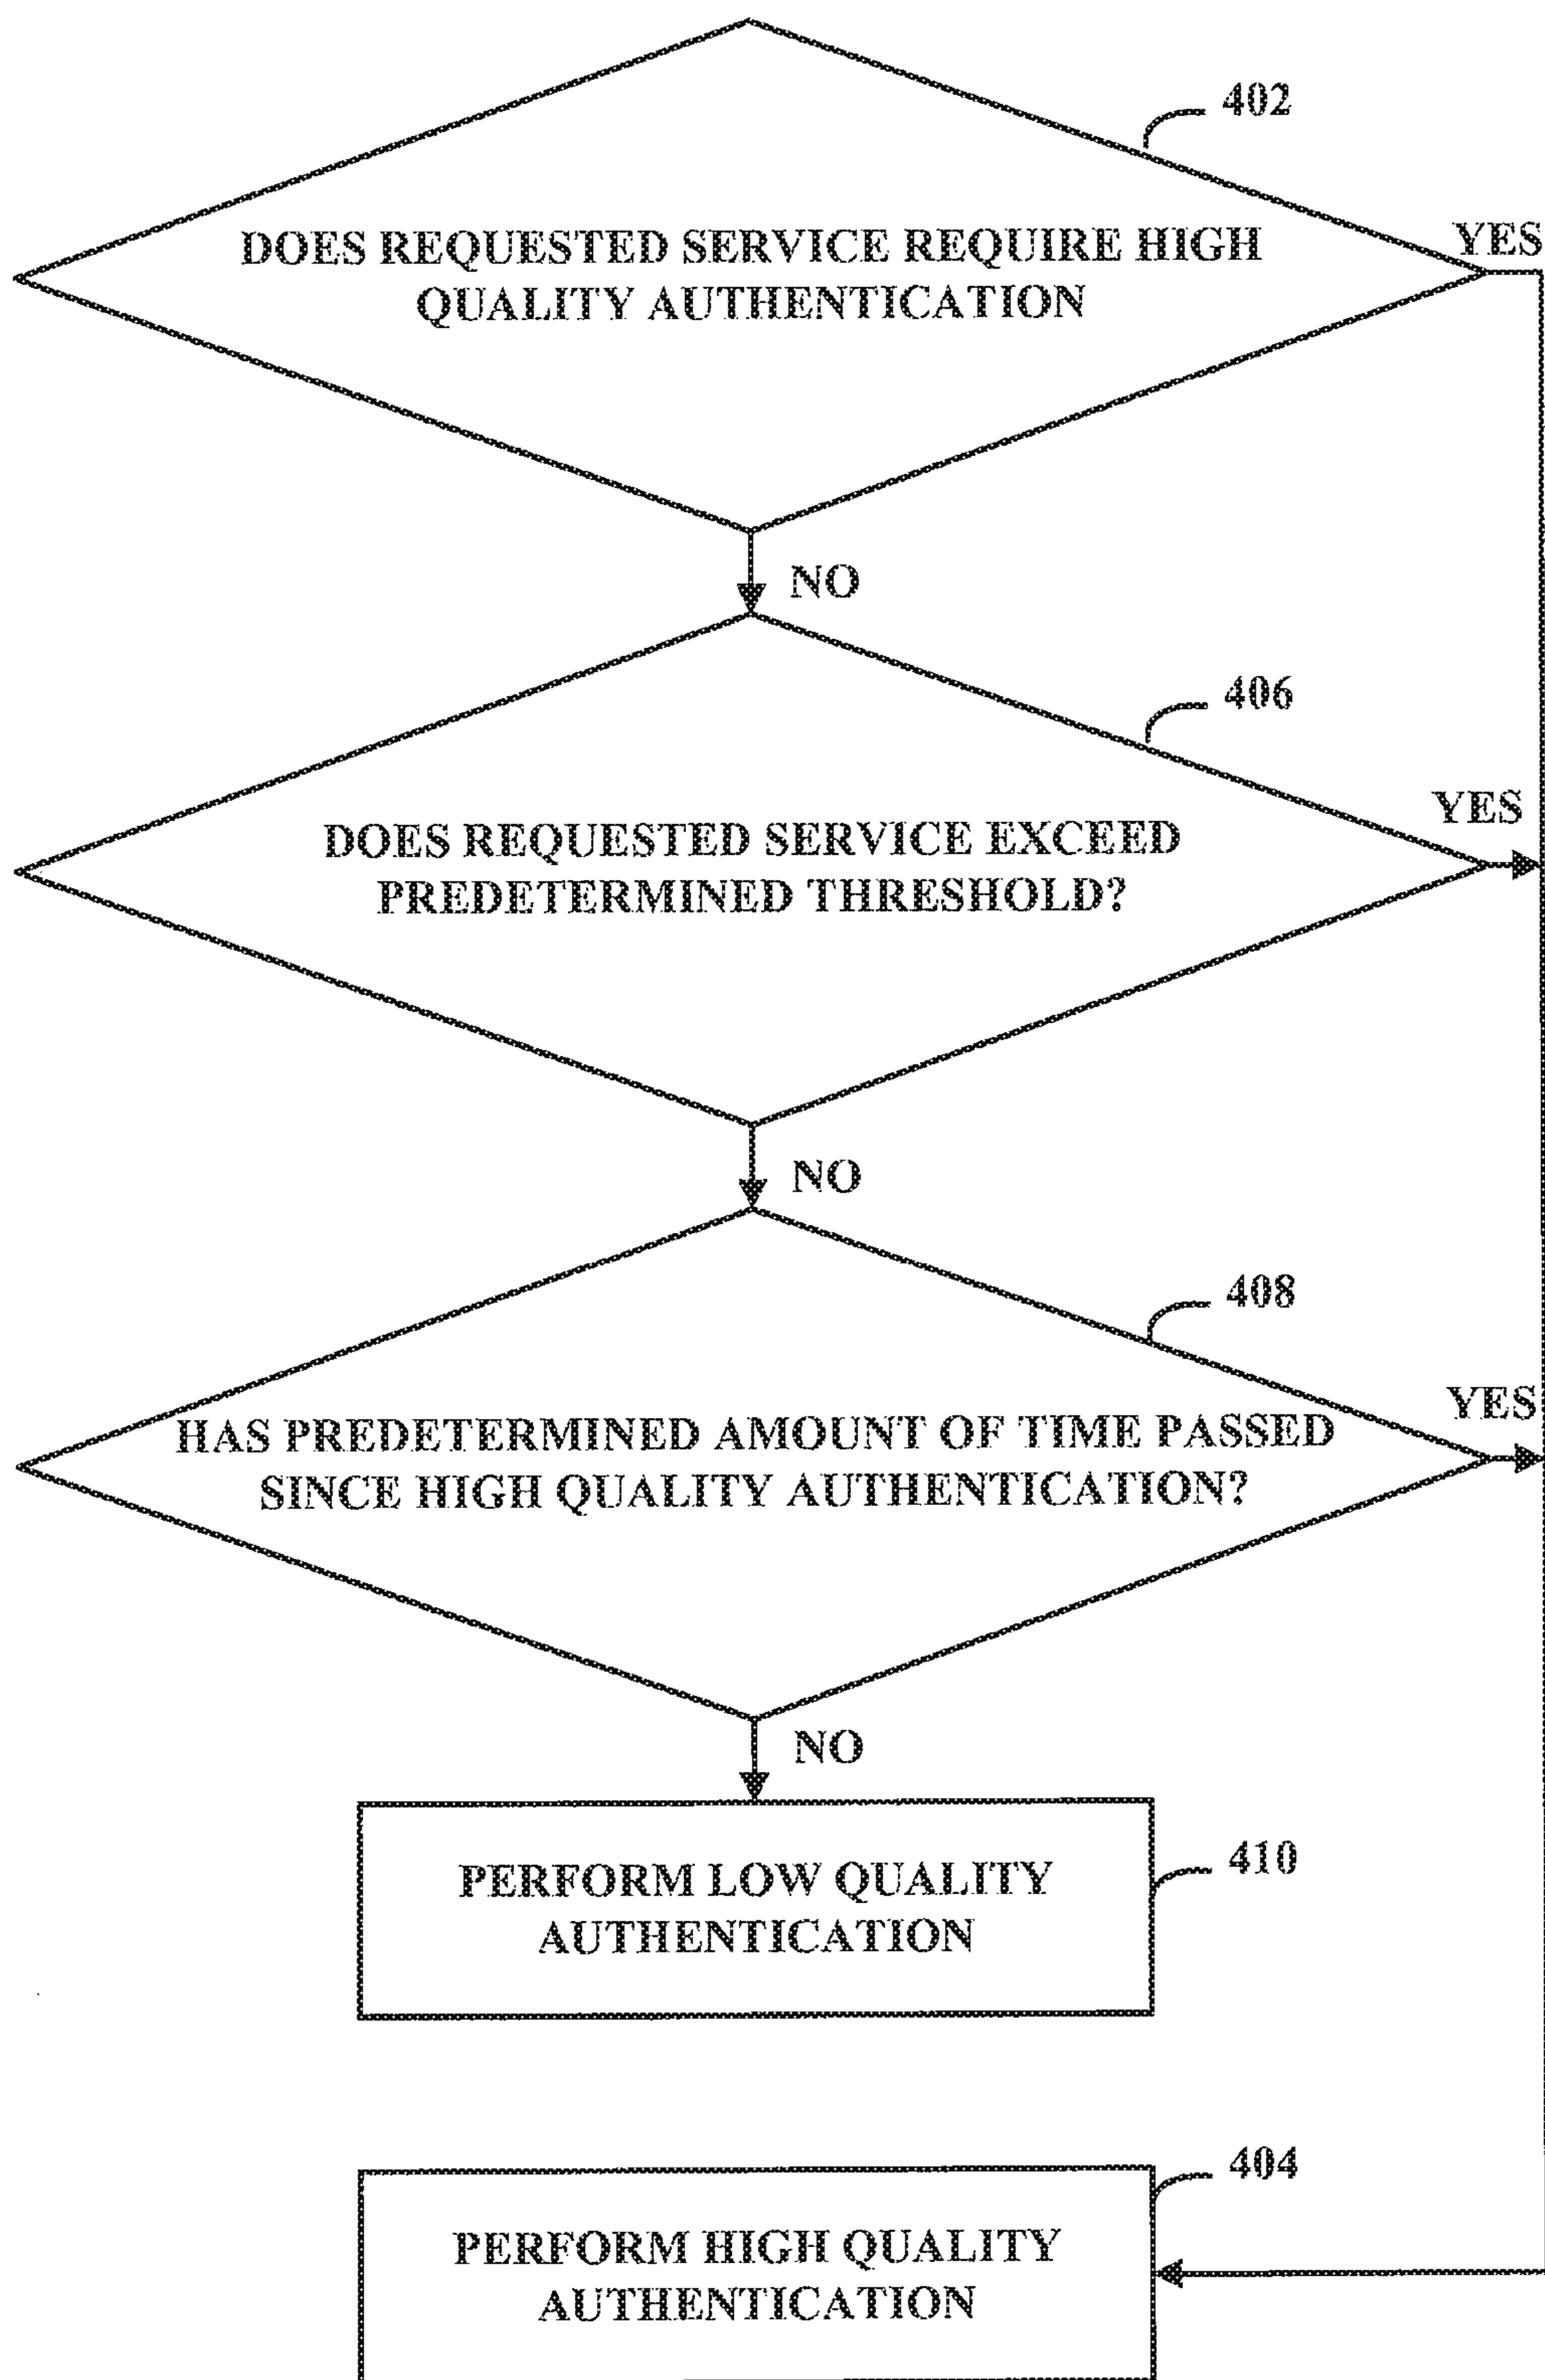 402
DOES REQUESTED SERVICE REQUIRE HIGH
QUALITY AUTHENTICATION
YES
NO
406
DOES REQUESTED SERVICE EXCEED
PREDETERMINED THRESHOLD?
YES
NO
408
HAS PREDETERMINED AMOUNT OF TIME PASSED
SINCE HIGH QUALITY AUTHENTICATION?
YES
NO
PERFORM LOW QUALITY
AUTHENTICATION
410
404
PERFORM HIGH QUALITY
AUTHENTICATION